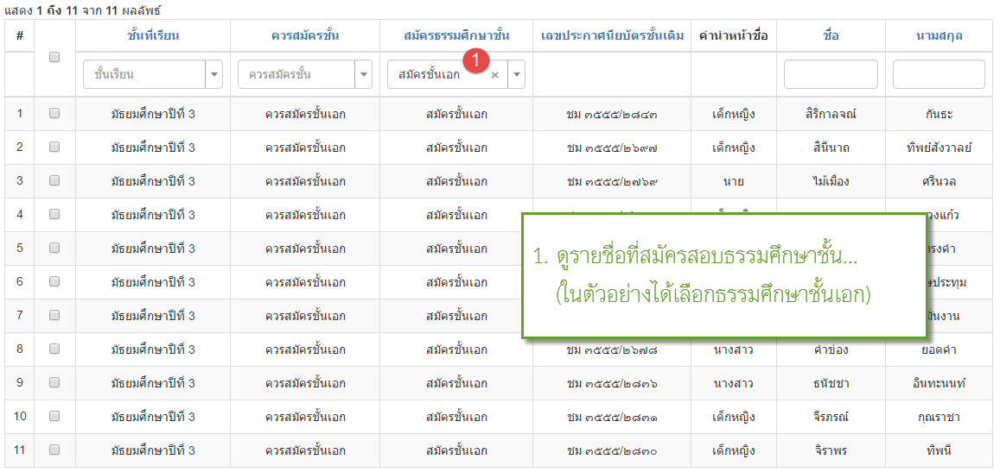 แสดง 1 ถึง 11 จาก 11 ผลลัพธ์
# ชั้นที่เรียน ควรสมัครชั้น สมัครธรรมศึกษาชั้น เลขประกาศนียบัตรชั้นเดิม คำนำหน้าชื่อ ชื่อ นามสกุล
1
ชั้นเรียน ควรสมัครชั้น สมัครชั้นเอก ×
1 มัธยมศึกษาปีที่ 3 ควรสมัครชั้นเอก สมัครชั้นเอก ชม ๓๕๕๕/๒๘๔๓ เด็กหญิง สิริกาลจณ์ กันธะ
2 มัธยมศึกษาปีที่ 3 ควรสมัครชั้นเอก สมัครชั้นเอก ชม ๓๕๕๕/๒๖๙๗ เด็กหญิง สินีนาถ ทิพย์สังวาลย์
3 มัธยมศึกษาปีที่ 3 ควรสมัครชั้นเอก สมัครชั้นเอก ชม ๓๕๕๕/๒๗๖๙ นาย ไม้เมือง ศรีนวล
4 มัธยมศึกษาปีที่ 3 ควรสมัครชั้นเอก สมัครชั้นเอก
5 มัธยมศึกษาปีที่ 3 ควรสมัครชั้นเอก สมัครชั้นเอก
1. ดูรายชื่อที่สมัครสอบธรรมศึกษาชั้น...
(ในตัวอย่างได้เลือกธรรมศึกษาชั้นเอก)
6 มัธยมศึกษาปีที่ 3 ควรสมัครชั้นเอก สมัครชั้นเอก
7 มัธยมศึกษาปีที่ 3 ควรสมัครชั้นเอก สมัครชั้นเอก
8 มัธยมศึกษาปีที่ 3 ควรสมัครชั้นเอก สมัครชั้นเอก ชม ๓๕๕๕/๒๖๗๘ นางสาว คำข่อง ยอดคำ
9 มัธยมศึกษาปีที่ 3 ควรสมัครชั้นเอก สมัครชั้นเอก ชม ๓๕๕๕/๒๘๓๖ นางสาว ธนัชชา อินทะนนท์
10 มัธยมศึกษาปีที่ 3 ควรสมัครชั้นเอก สมัครชั้นเอก ชม ๓๕๕๕/๒๘๓๑ เด็กหญิง จีรภรณ์ กุณราชา
11 มัธยมศึกษาปีที่ 3 ควรสมัครชั้นเอก สมัครชั้นเอก ชม ๓๕๕๕/๒๘๓๐ เด็กหญิง จิราพร ทิพนี